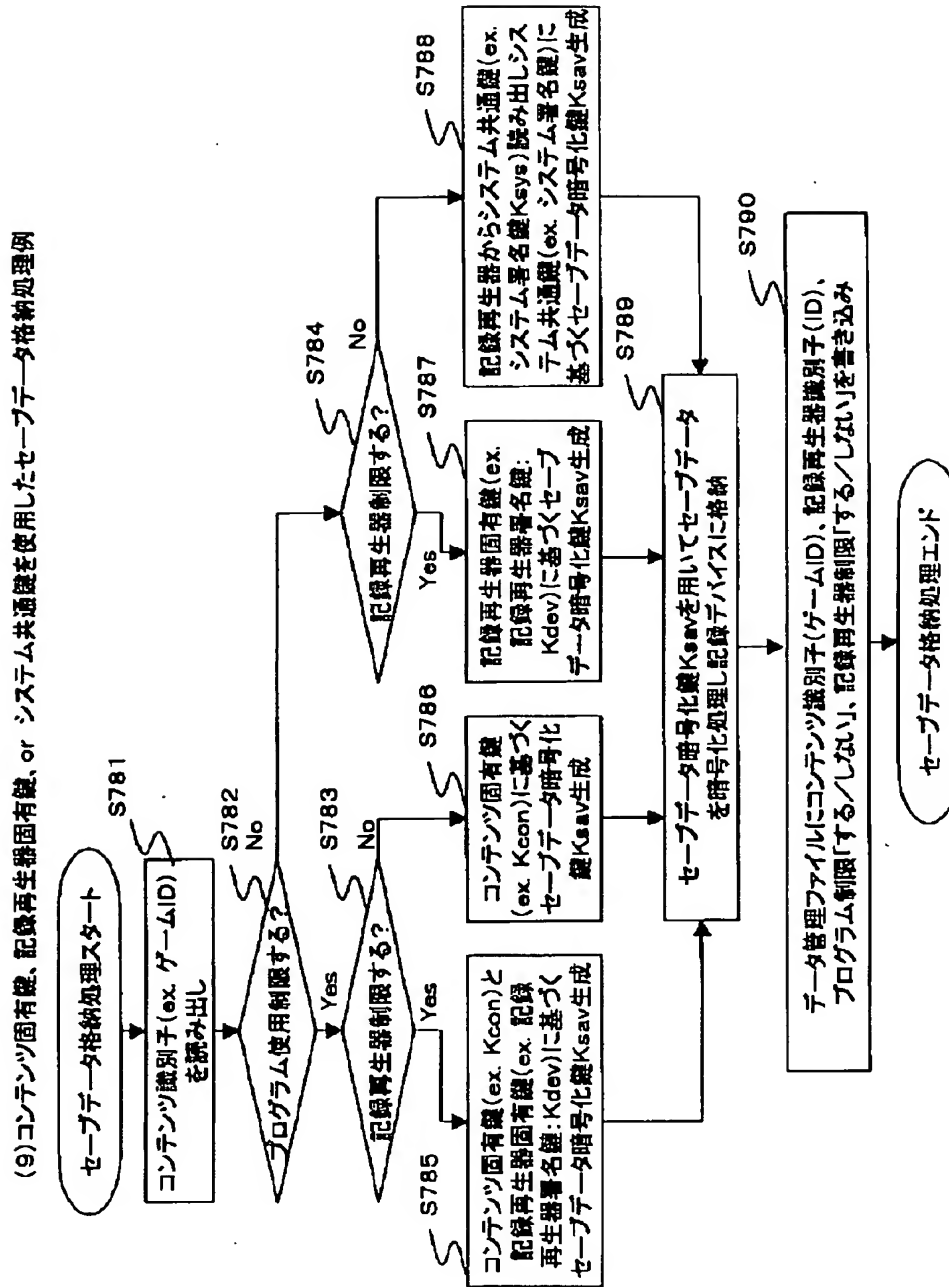 (9)コンテンツ固有鍵、記録再生器固有鍵、or システム共通鍵を使用したセーブデータ格納処理例
セーブデータ格納処理スタート
S781
コンテンツ識別子(ex. ゲームID)
を読み出し
S782
プログラム使用制限する?
No
Yes
S783
記録再生器制限する?
No
Yes
S784
記録再生器制限する?
No
Yes
S785
コンテンツ固有鍵(ex. Kcon)と
記録再生器固有鍵(ex. 記録
再生器署名鍵:Kdev)に基づく
セーブデータ暗号化鍵Ksav生成
S786
コンテンツ固有鍵
(ex. Kcon)に基づく
セーブデータ暗号化
鍵Ksav生成
S787
記録再生器固有鍵(ex.
記録再生器署名鍵:
Kdev)に基づくセーブ
データ暗号化鍵Ksav生成
S788
記録再生器からシステム共通鍵(ex.
システム署名鍵Ksys)読み出しシス
テム共通鍵(ex. システム署名鍵)に
基づくセーブデータ暗号化鍵Ksav生成
S789
セーブデータ暗号化鍵Ksavを用いてセーブデータ
を暗号化処理し記録デバイスに格納
S790
データ管理ファイルにコンテンツ識別子(ゲームID)、記録再生器識別子(ID)、
プログラム制限「する/しない」、記録再生器制限「する/しない」を書き込み
セーブデータ格納処理エンド